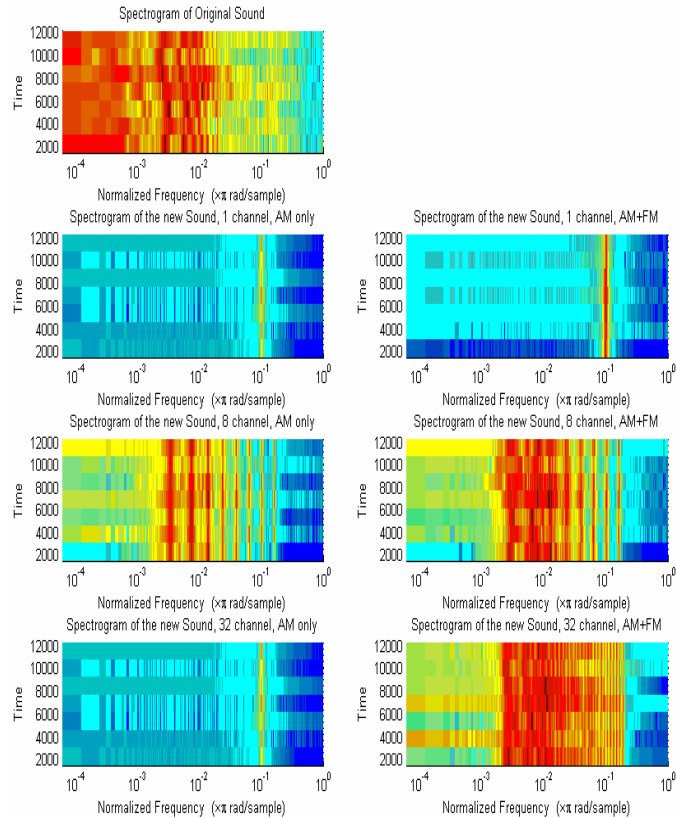 Spectrogram of Original Sound
12000
10000
8000
6000
4000
2000
Time
10^-4 10^-3 10^-2 10^-1 10^0
Normalized Frequency (×π rad/sample)
Spectrogram of the new Sound, 1 channel, AM only
12000
10000
8000
6000
4000
2000
Time
10^-4 10^-3 10^-2 10^-1 10^0
Normalized Frequency (×π rad/sample)
Spectrogram of the new Sound, 1 channel, AM+FM
12000
10000
8000
6000
4000
2000
Time
10^-4 10^-3 10^-2 10^-1 10^0
Normalized Frequency (×π rad/sample)
Spectrogram of the new Sound, 8 channel, AM only
12000
10000
8000
6000
4000
2000
Time
10^-4 10^-3 10^-2 10^-1 10^0
Normalized Frequency (×π rad/sample)
Spectrogram of the new Sound, 8 channel, AM+FM
12000
10000
8000
6000
4000
2000
Time
10^-4 10^-3 10^-2 10^-1 10^0
Normalized Frequency (×π rad/sample)
Spectrogram of the new Sound, 32 channel, AM only
12000
10000
8000
6000
4000
2000
Time
10^-4 10^-3 10^-2 10^-1 10^0
Normalized Frequency (×π rad/sample)
Spectrogram of the new Sound, 32 channel, AM+FM
12000
10000
8000
6000
4000
2000
Time
10^-4 10^-3 10^-2 10^-1 10^0
Normalized Frequency (×π rad/sample)